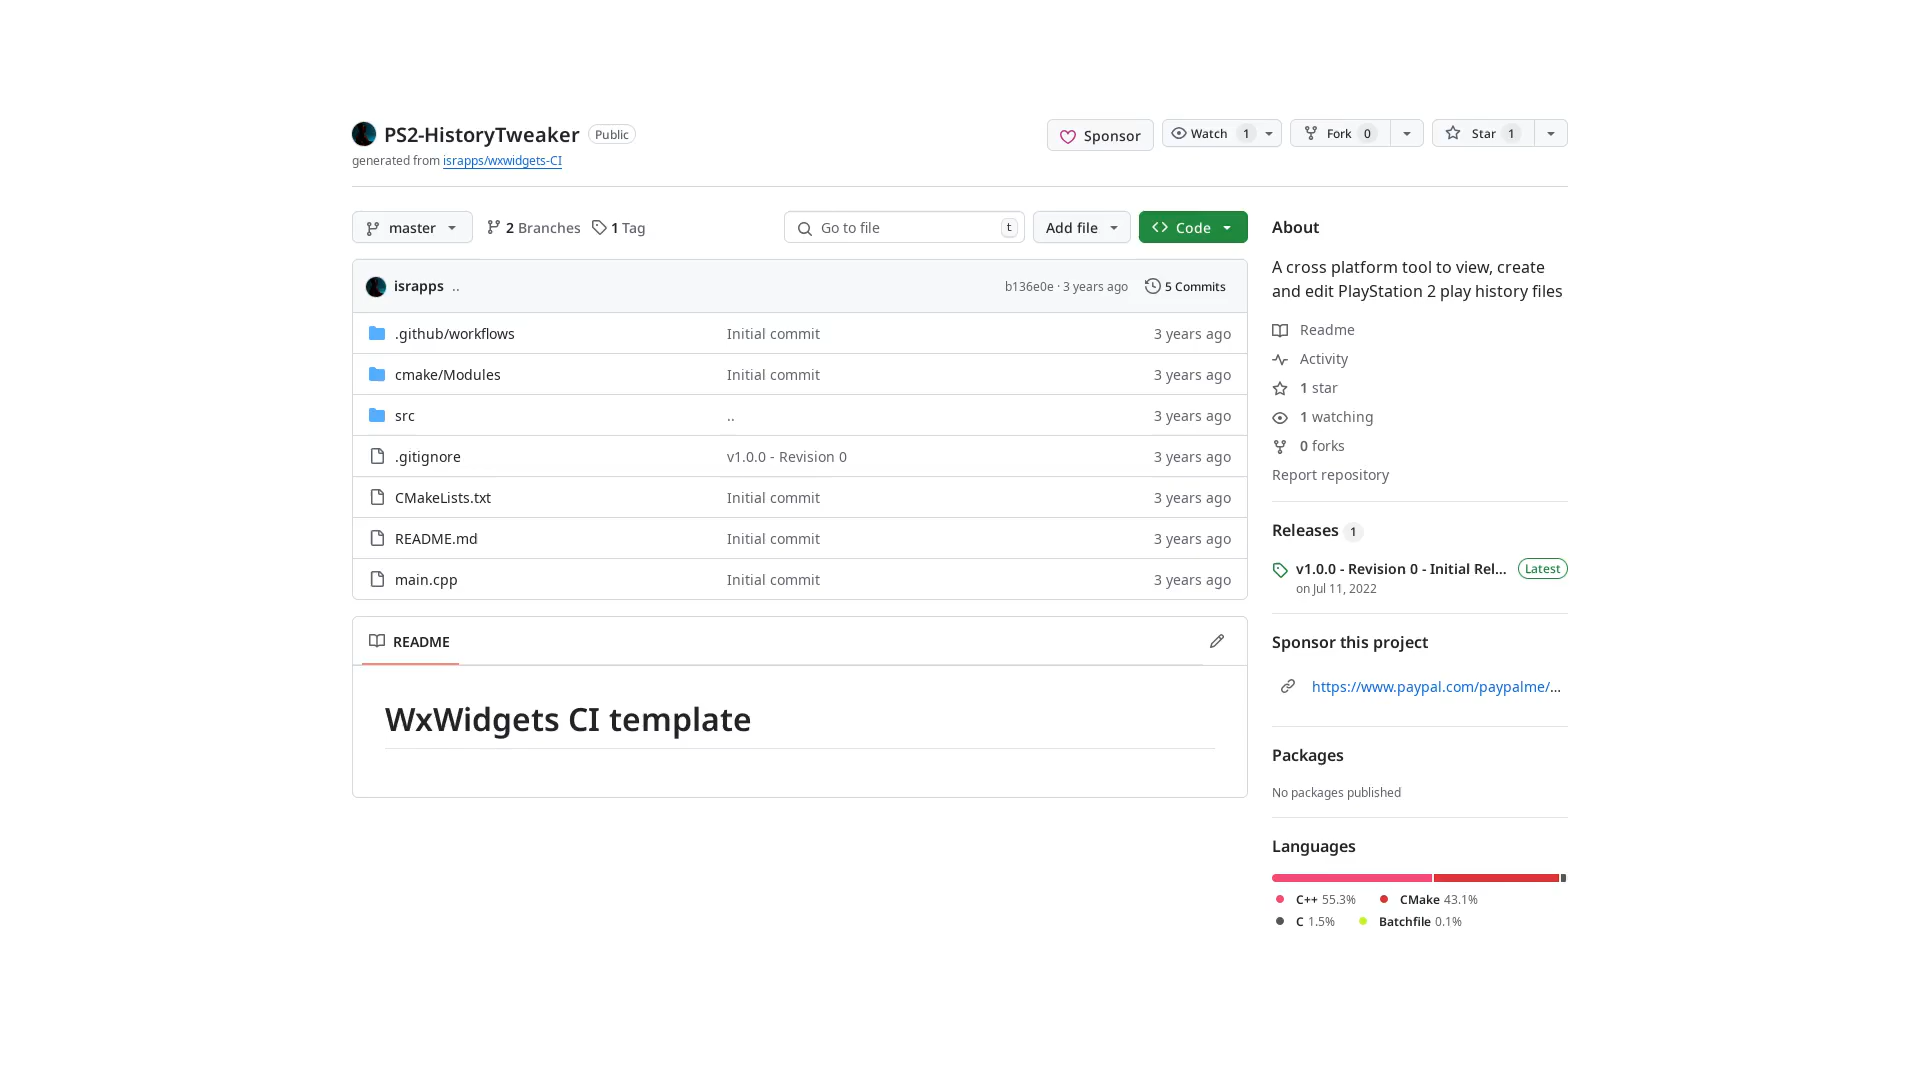 PS2-HistoryTweaker Public
generated from israpps/wxwidgets-CI
Sponsor
Watch 1
Fork 0
Star 1
master
2 Branches
1 Tag
Go to file t
Add file
Code
israpps ..
b136e0e · 3 years ago
5 Commits
.github/workflows Initial commit 3 years ago
cmake/Modules Initial commit 3 years ago
src .. 3 years ago
.gitignore v1.0.0 - Revision 0 3 years ago
CMakeLists.txt Initial commit 3 years ago
README.md Initial commit 3 years ago
main.cpp Initial commit 3 years ago
README
WxWidgets CI template
About
A cross platform tool to view, create
and edit PlayStation 2 play history files
Readme
Activity
1 star
1 watching
0 forks
Report repository
Releases 1
v1.0.0 - Revision 0 - Initial Rel... Latest
on Jul 11, 2022
Sponsor this project
https://www.paypal.com/paypalme/...
Packages
No packages published
Languages
C++ 55.3% CMake 43.1%
C 1.5% Batchfile 0.1%